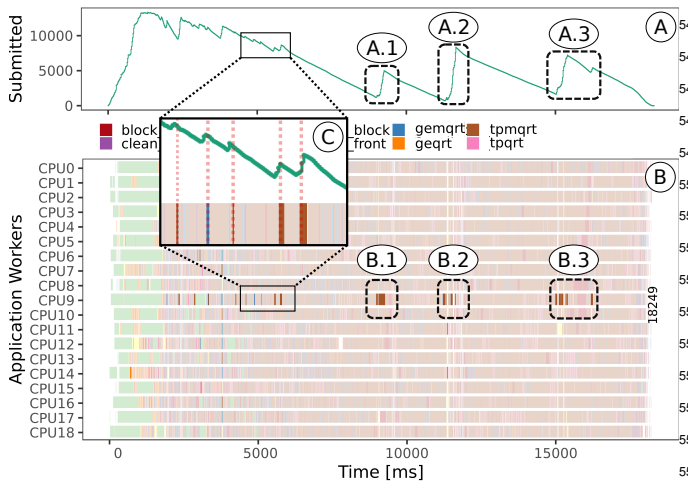 A
A.1
A.2
A.3
Submitted
10000
5000
0
block
clean
block
front
gemqrt
geqrt
tpmqrt
tpqrt
C
B
Application Workers
CPU0
CPU1
CPU2
CPU3
CPU4
CPU5
CPU6
CPU7
CPU8
CPU9
CPU10
CPU11
CPU12
CPU13
CPU14
CPU15
CPU16
CPU17
CPU18
B.1
B.2
B.3
18249
0
5000
10000
15000
Time [ms]